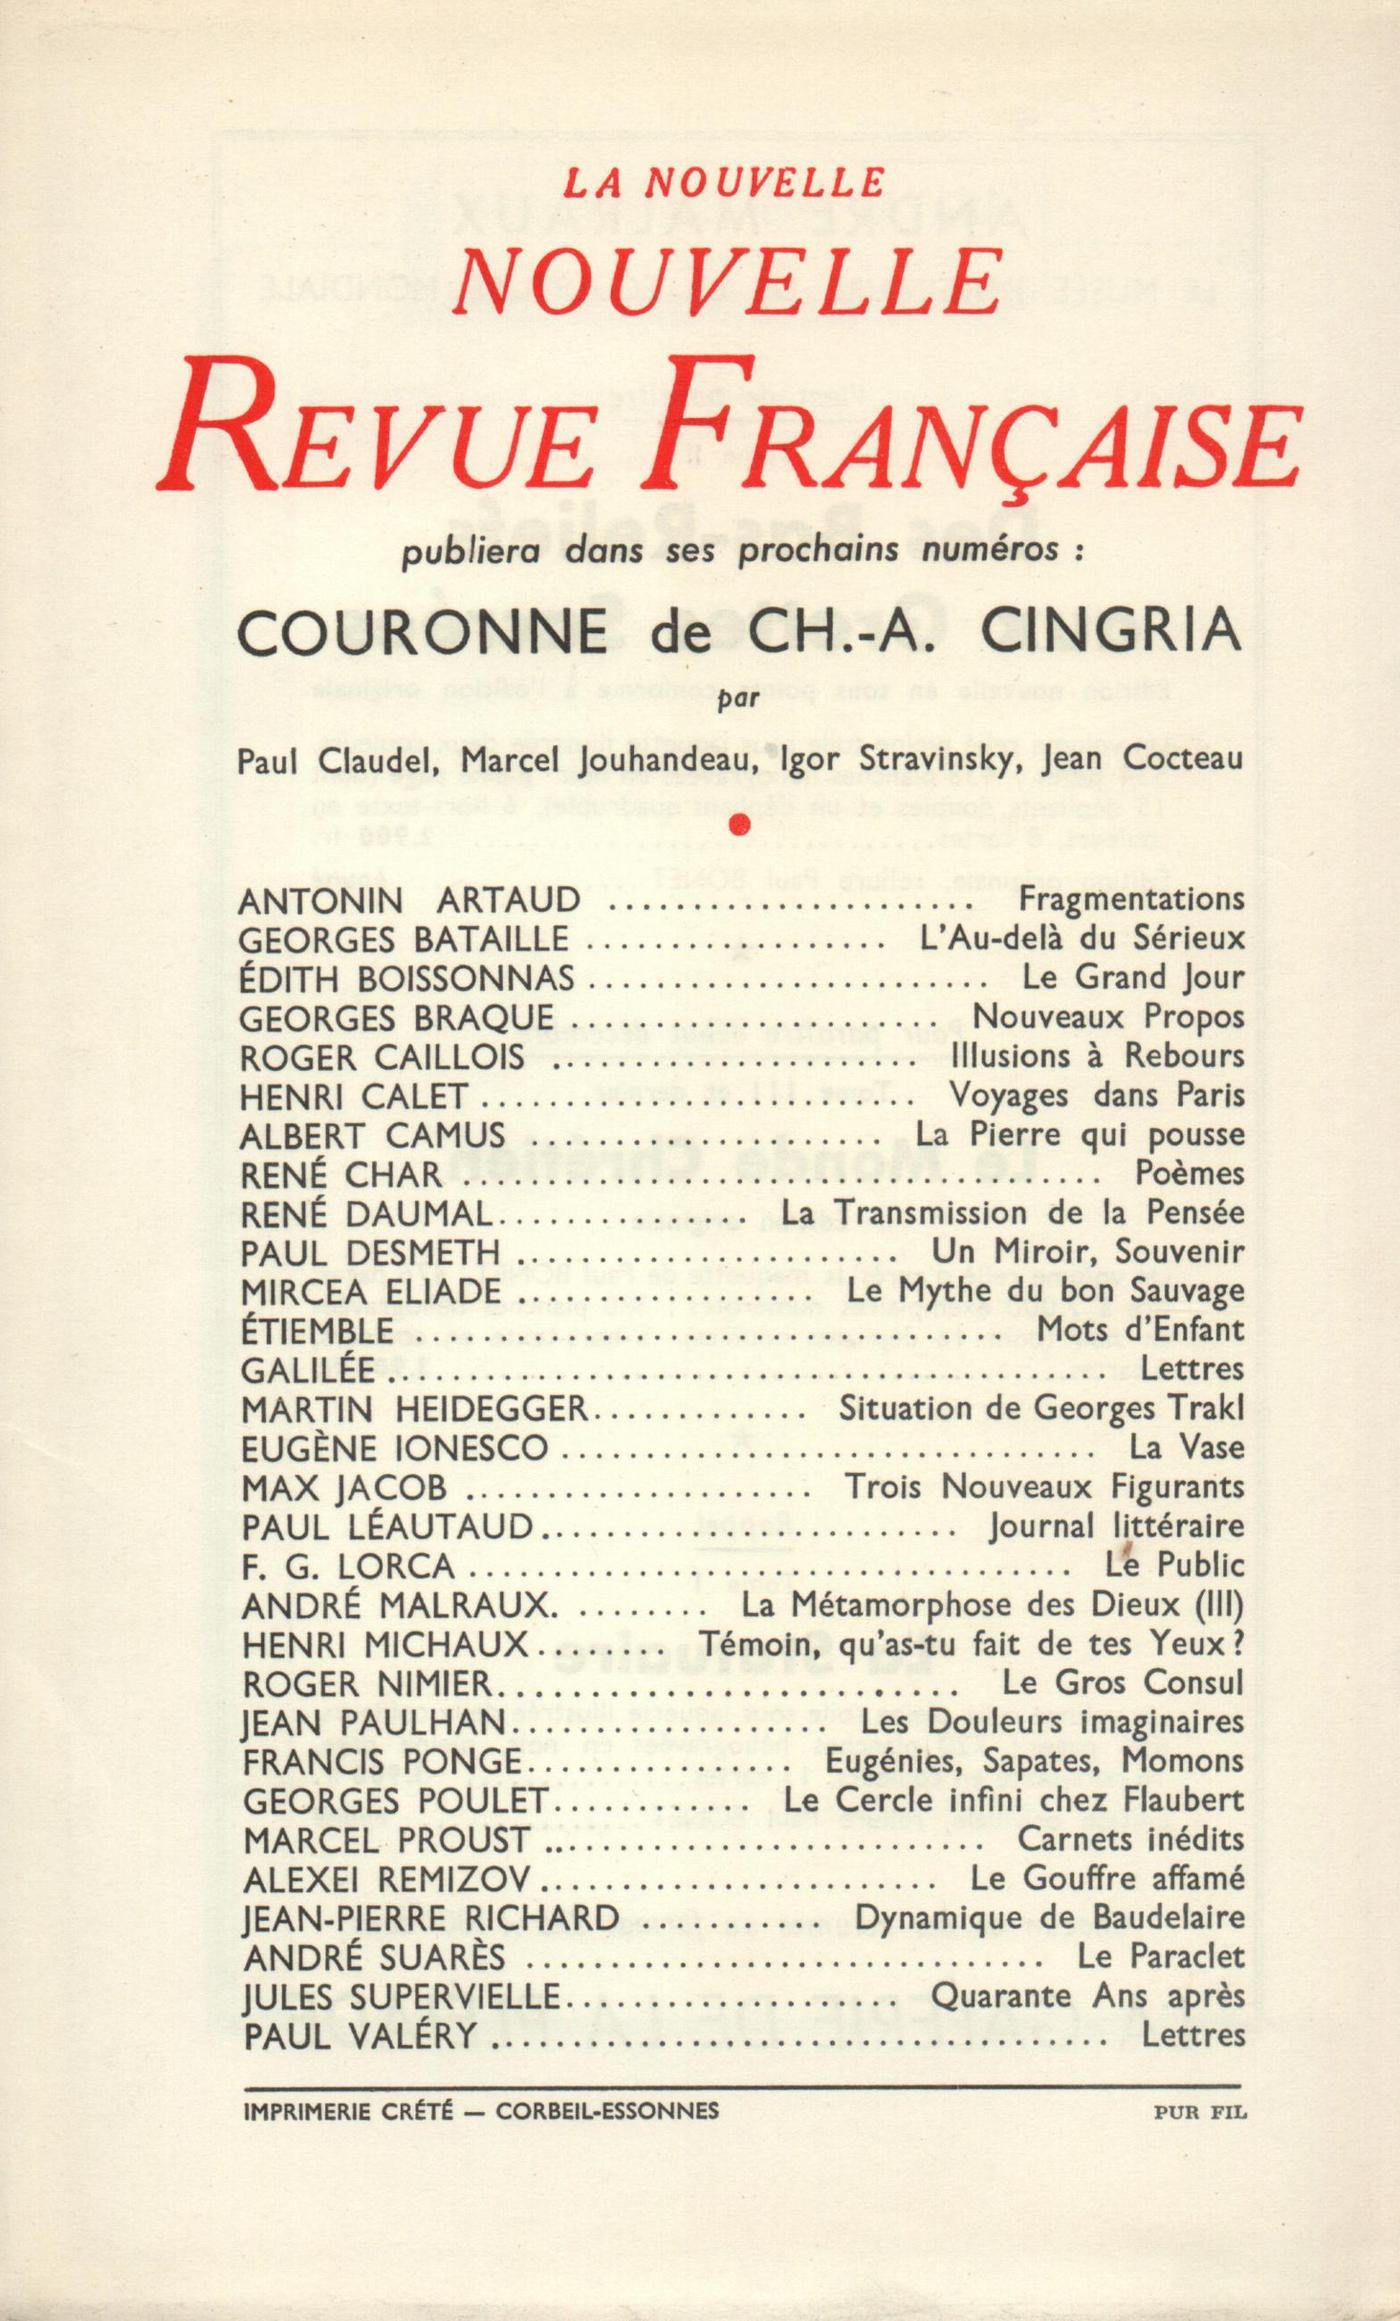 LA NOUVELLE
NOUVELLE
REVUE FRANÇAISE
publiera dans ses prochains numéros :
COURONNE de CH.-A. CINGRIA
par
Paul Claudel, Marcel Jouhandeau, Igor Stravinsky, Jean Cocteau
ANTONIN ARTAUD ...................... Fragmentations
GEORGES BATAILLE .................. L'Au-delà du Sérieux
ÉDITH BOISSONNAS ........................ Le Grand Jour
GEORGES BRAQUE ...................... Nouveaux Propos
ROGER CAILLOIS ...................... Illusions à Rebours
HENRI CALET .......................... Voyages dans Paris
ALBERT CAMUS ..................... La Pierre qui pousse
RENÉ CHAR ...................................... Poèmes
RENÉ DAUMAL............... La Transmission de la Pensée
PAUL DESMETH ....................... Un Miroir, Souvenir
MIRCEA ELIADE .................. Le Mythe du bon Sauvage
ÉTIEMBLE ................................... Mots d'Enfant
GALILÉE ........................................... Lettres
MARTIN HEIDEGGER............. Situation de Georges Trakl
EUGÈNE IONESCO ................................ La Vase
MAX JACOB ..................... Trois Nouveaux Figurants
PAUL LÉAUTAUD......................... Journal littéraire
F. G. LORCA .................................... Le Public
ANDRÉ MALRAUX. ........ La Métamorphose des Dieux (III)
HENRI MICHAUX........ Témoin, qu'as-tu fait de tes Yeux ?
ROGER NIMIER........................... Le Gros Consul
JEAN PAULHAN................... Les Douleurs imaginaires
FRANCIS PONGE................ Eugénies, Sapates, Momons
GEORGES POULET............ Le Cercle infini chez Flaubert
MARCEL PROUST ........................... Carnets inédits
ALEXEI REMIZOV ........................ Le Gouffre affamé
JEAN-PIERRE RICHARD ........... Dynamique de Baudelaire
ANDRÉ SUARÈS ............................... Le Paraclet
JULES SUPERVIELLE.................... Quarante Ans après
PAUL VALÉRY ..................................... Lettres
IMPRIMERIE CRÉTÉ — CORBEIL-ESSONNES PUR FIL